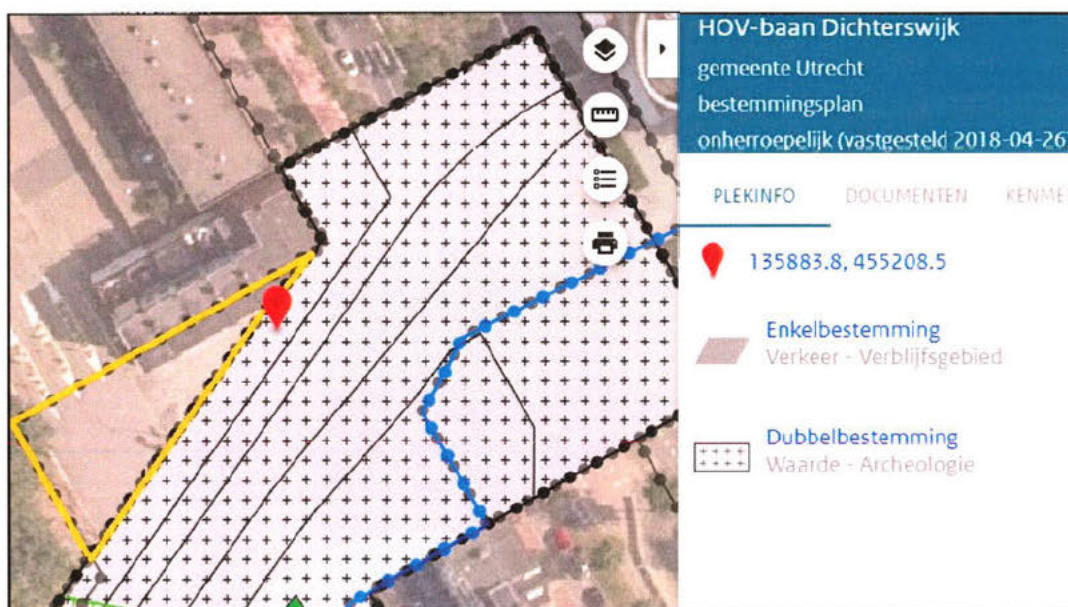 HOV-baan Dichterswijk
gemeente Utrecht
bestemmingsplan
onherroepelijk (vastgesteld 2018-04-26
PLEKINFO DOCUMENTEN KENME
135883.8, 455208.5
Enkelbestemming
Verkeer - Verblijfsgebied
Dubbelbestemming
Waarde - Archeologie